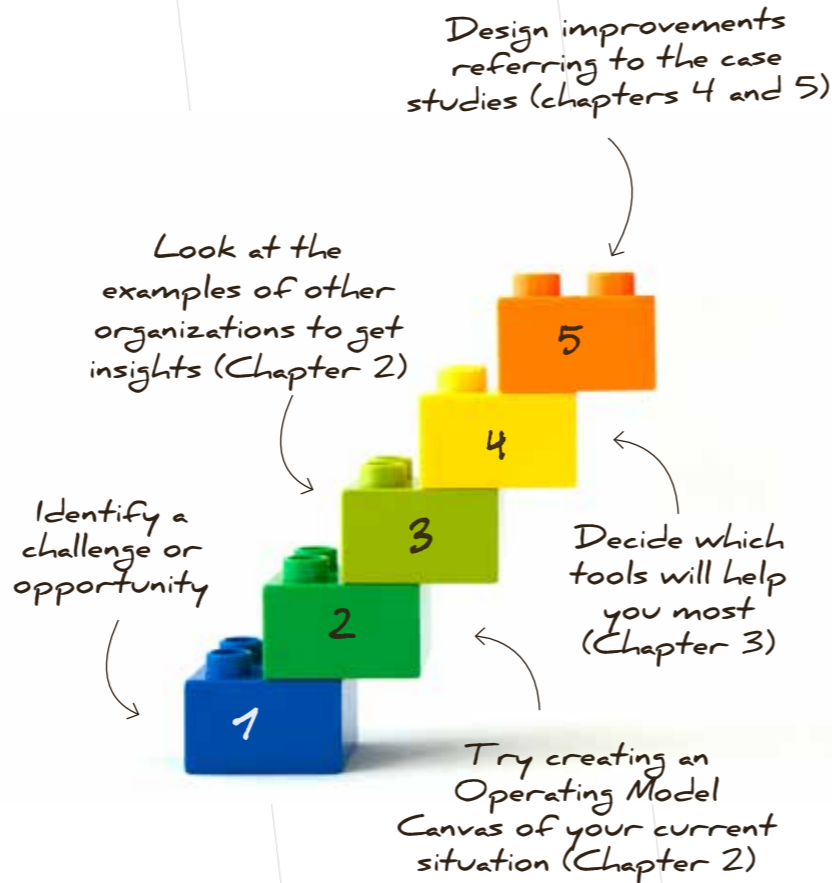 Design improvements
referring to the case
studies (chapters 4 and 5)
Look at the
examples of other
organizations to get
insights (Chapter 2)
5
4
Identify a
challenge or
opportunity
3
Decide which
tools will help
you most
(Chapter 3)
2
1
Try creating an
Operating Model
Canvas of your current
situation (Chapter 2)